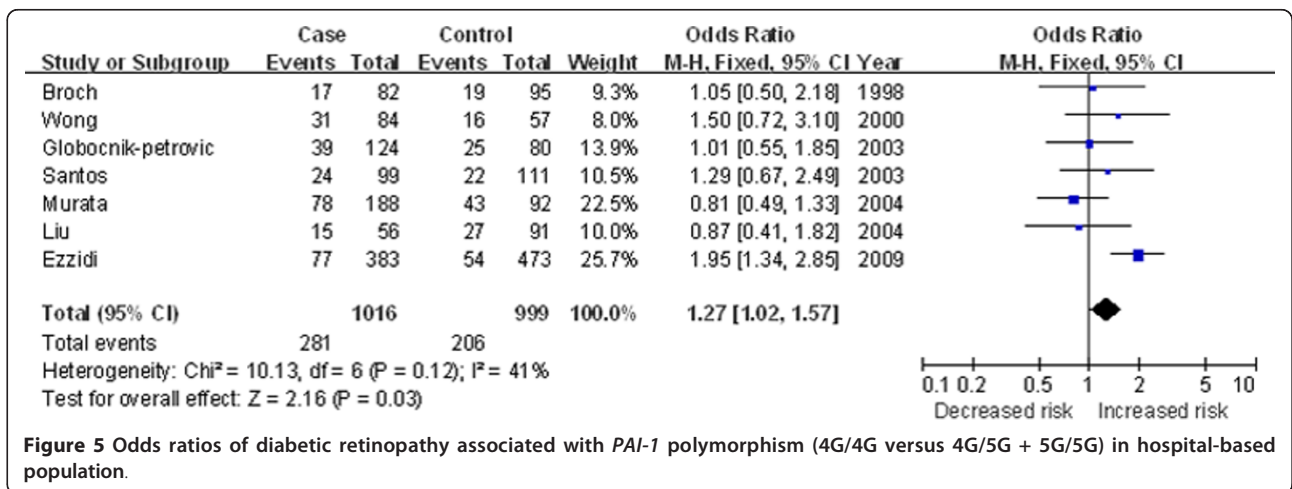 Case Control Odds Ratio Odds Ratio
Study or Subgroup Events Total Events Total Weight M-H, Fixed, 95% CI Year M-H, Fixed, 95% CI
Broch 17 82 19 95 9.3% 1.05 [0.50, 2.18] 1998
Wong 31 84 16 57 8.0% 1.50 [0.72, 3.10] 2000
Globocnik-petrovic 39 124 25 80 13.9% 1.01 [0.55, 1.85] 2003
Santos 24 99 22 111 10.5% 1.29 [0.67, 2.49] 2003
Murata 78 188 43 92 22.5% 0.81 [0.49, 1.33] 2004
Liu 15 56 27 91 10.0% 0.87 [0.41, 1.82] 2004
Ezzidi 77 383 54 473 25.7% 1.95 [1.34, 2.85] 2009
Total (95% CI) 1016 999 100.0% 1.27 [1.02, 1.57]
Total events 281 206
Heterogeneity: Chi² = 10.13, df = 6 (P = 0.12); I² = 41%
Test for overall effect: Z = 2.16 (P = 0.03)
0.1 0.2 0.5 1 2 5 10
Decreased risk Increased risk
Figure 5 Odds ratios of diabetic retinopathy associated with PAI-1 polymorphism (4G/4G versus 4G/5G + 5G/5G) in hospital-based
population.